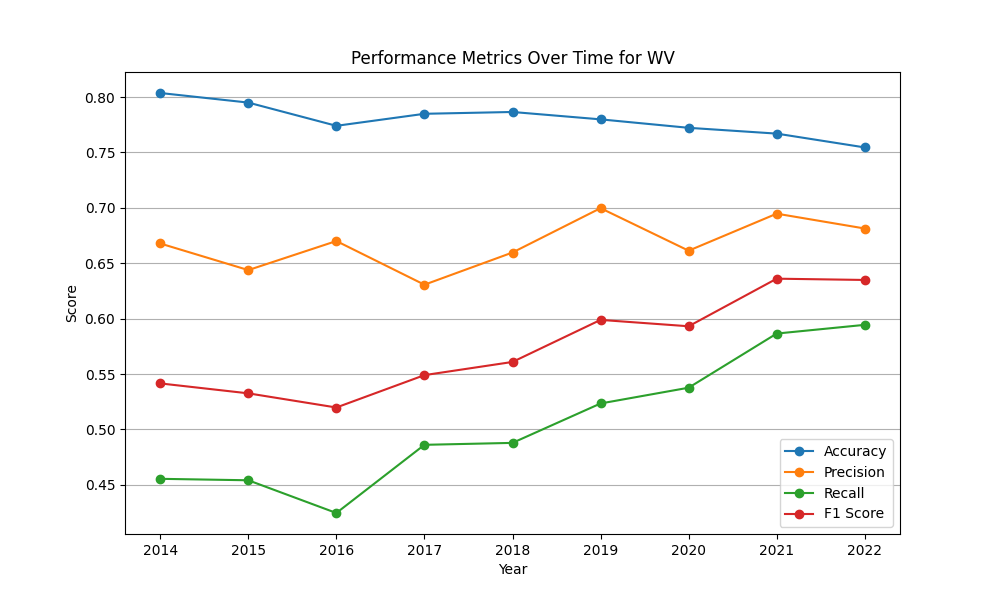 Performance Metrics Over Time for WV
Score
0.80
0.75
0.70
0.65
0.60
0.55
0.50
0.45
Accuracy
Precision
Recall
F1 Score
2014 2015 2016 2017 2018 2019 2020 2021 2022
Year